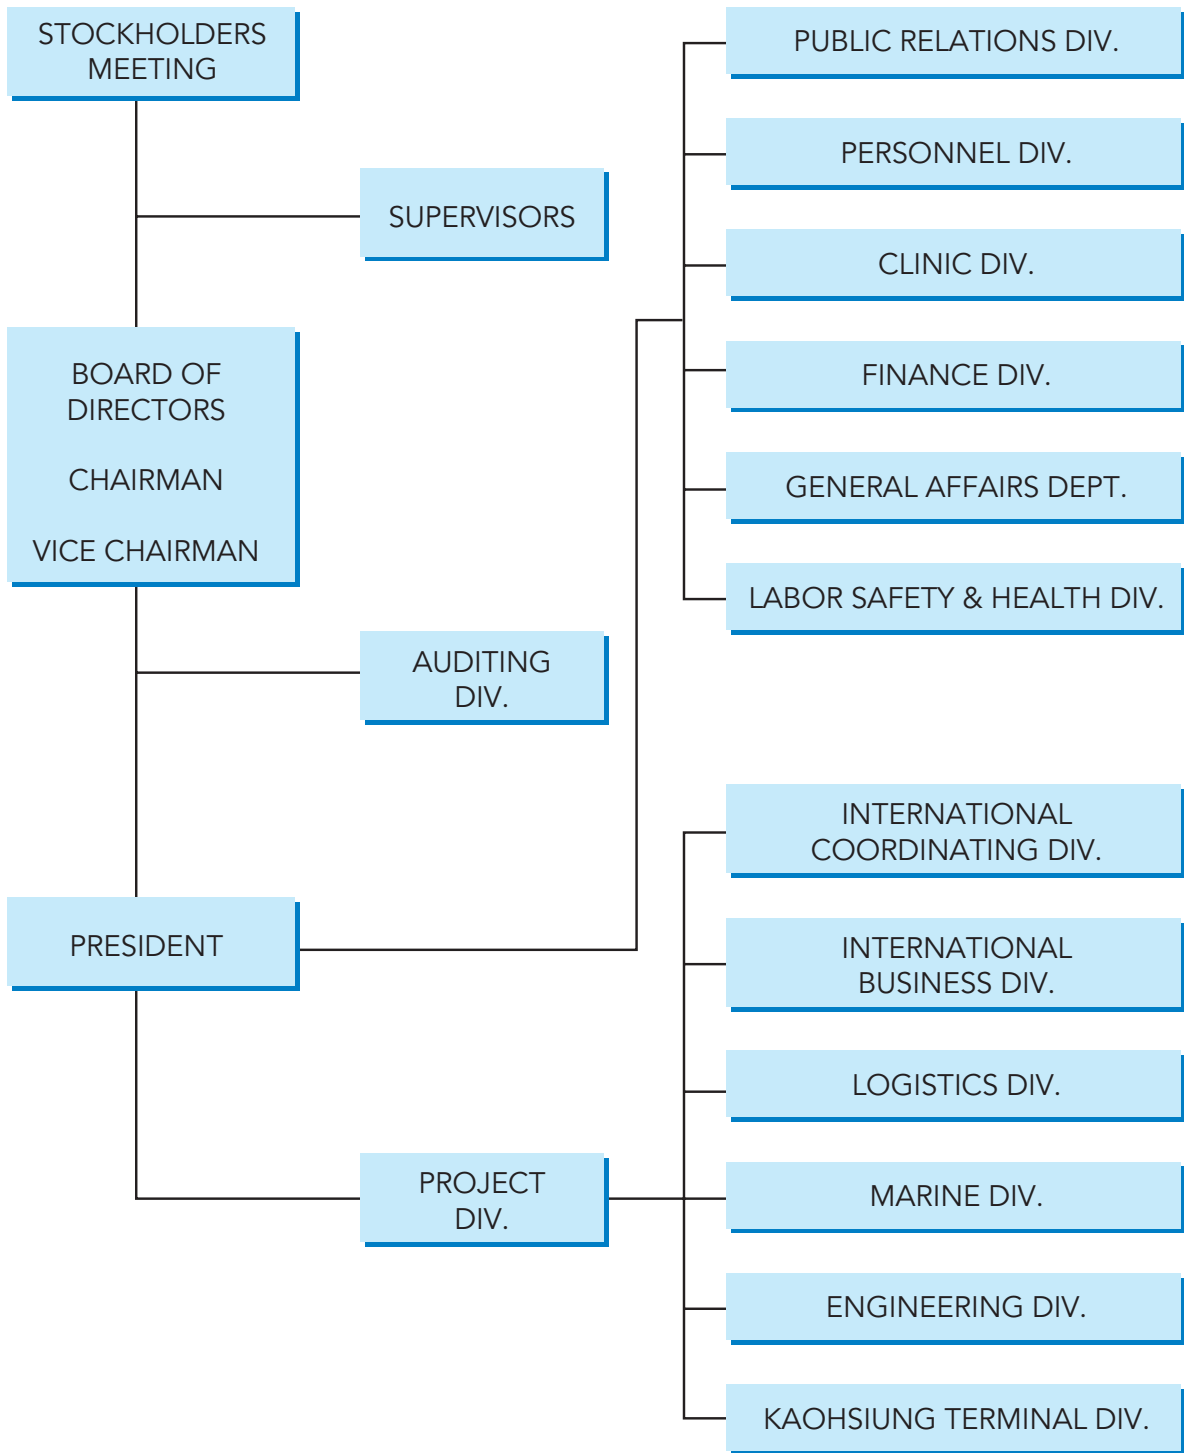 STOCKHOLDERS
MEETING
SUPERVISORS
BOARD OF
DIRECTORS
CHAIRMAN
VICE CHAIRMAN
AUDITING
DIV.
PRESIDENT
PROJECT
DIV.
PUBLIC RELATIONS DIV.
PERSONNEL DIV.
CLINIC DIV.
FINANCE DIV.
GENERAL AFFAIRS DEPT.
LABOR SAFETY & HEALTH DIV.
INTERNATIONAL
COORDINATING DIV.
INTERNATIONAL
BUSINESS DIV.
LOGISTICS DIV.
MARINE DIV.
ENGINEERING DIV.
KAOHSIUNG TERMINAL DIV.